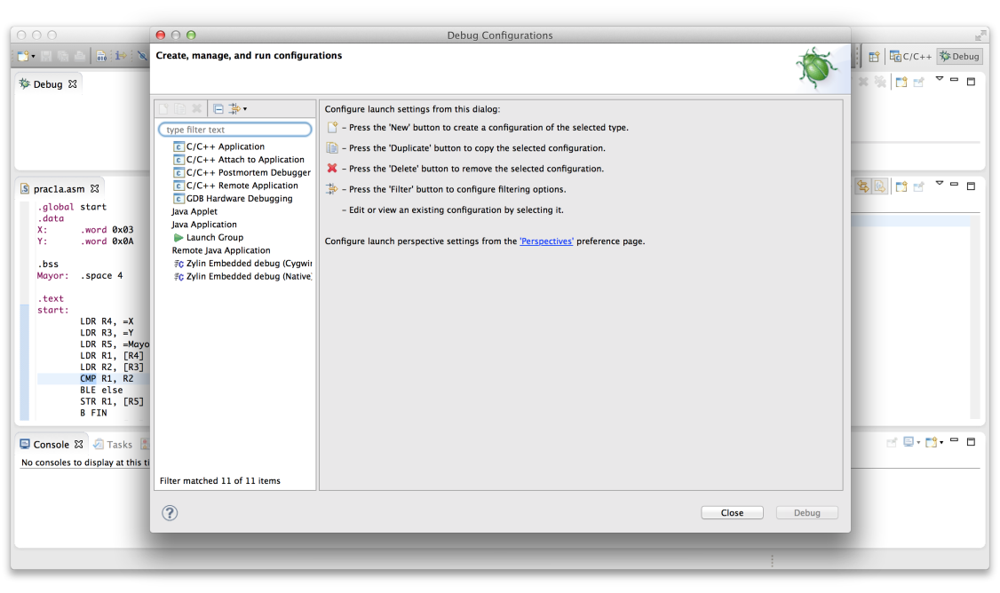 Debug Configurations
Create, manage, and run configurations
C/C++
Debug
Debug
type filter text
C/C++ Application
C/C++ Attach to Application
C/C++ Postmortem Debugger
C/C++ Remote Application
GDB Hardware Debugging
Java Applet
Java Application
Launch Group
Remote Java Application
Zylin Embedded debug (Cygwin
Zylin Embedded debug (Native)
Filter matched 11 of 11 items
Configure launch settings from this dialog:
– Press the 'New' button to create a configuration of the selected type.
– Press the 'Duplicate' button to copy the selected configuration.
– Press the 'Delete' button to remove the selected configuration.
– Press the 'Filter' button to configure filtering options.
– Edit or view an existing configuration by selecting it.
Configure launch perspective settings from the 'Perspectives' preference page.
Close
Debug
prac1a.asm
.global start
.data
X: .word 0x03
Y: .word 0x0A
.bss
Mayor: .space 4
.text
start:
LDR R4, =X
LDR R3, =Y
LDR R5, =Mayo
LDR R1, [R4]
LDR R2, [R3]
CMP R1, R2
BLE else
STR R1, [R5]
B FIN
Console
Tasks
No consoles to display at this ti